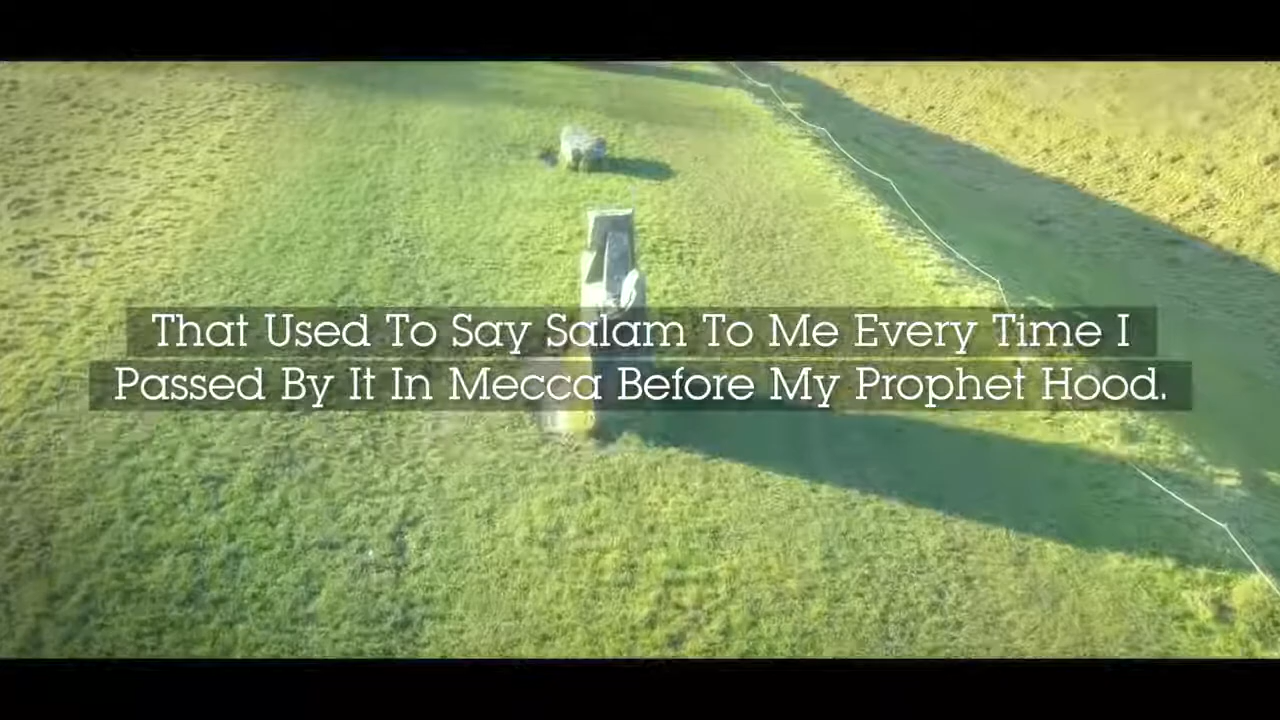 That Used To Say Salam To Me Every Time I
Passed By It In Mecca Before My Prophet Hood.